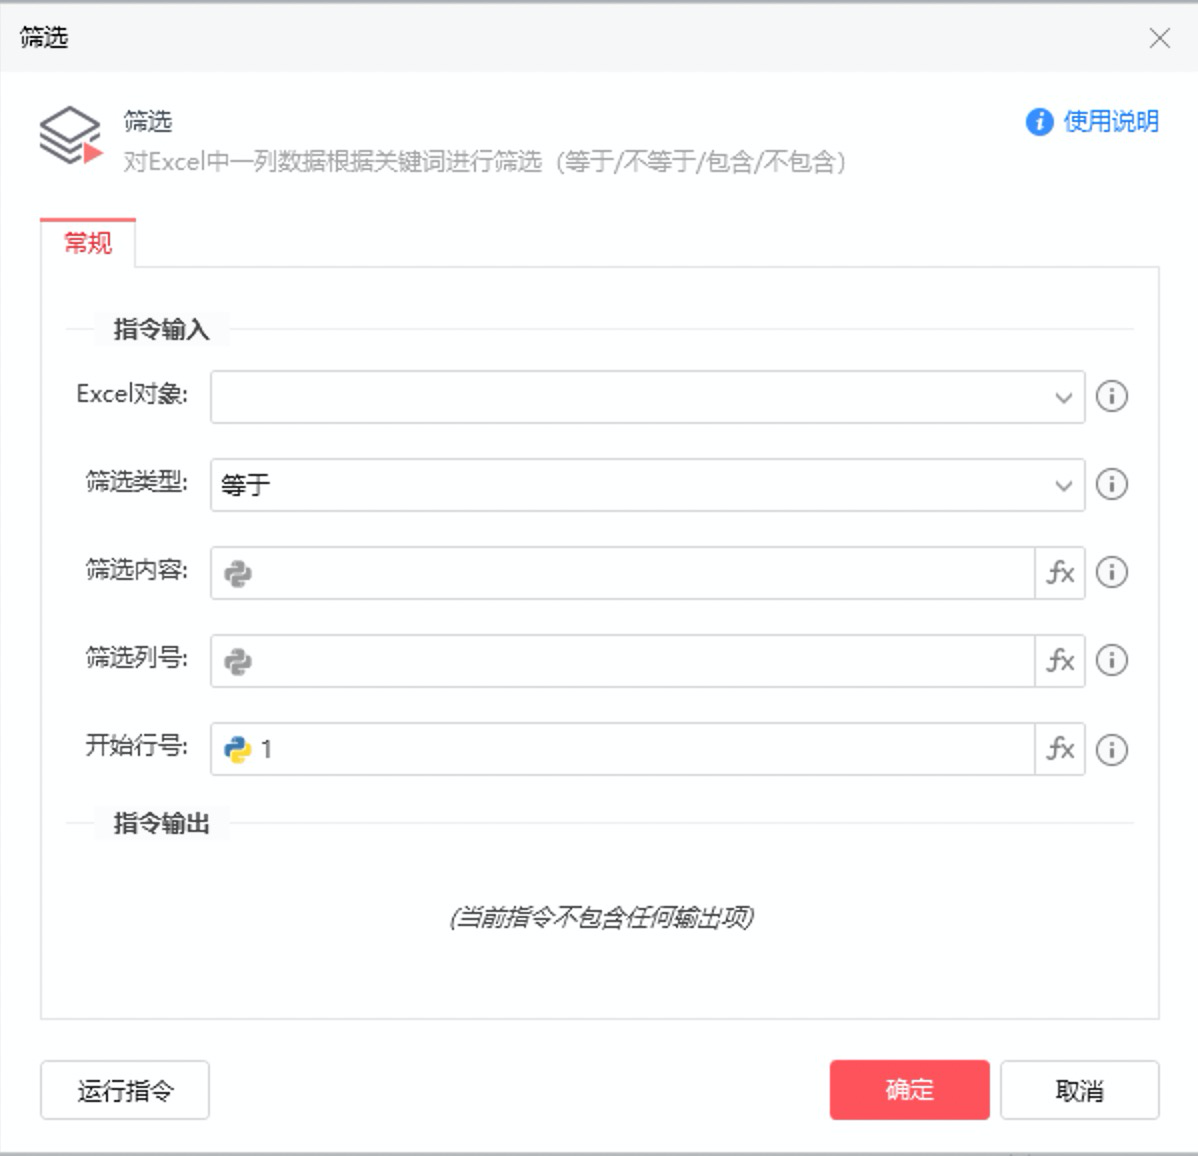 筛选
筛选
使用说明
对Excel中一列数据根据关键词进行筛选（等于/不等于/包含/不包含）
常规
指令输入
Excel对象:
筛选类型: 等于
筛选内容: fx
筛选列号: fx
开始行号: 1 fx
指令输出
(当前指令不包含任何输出项)
运行指令 确定 取消